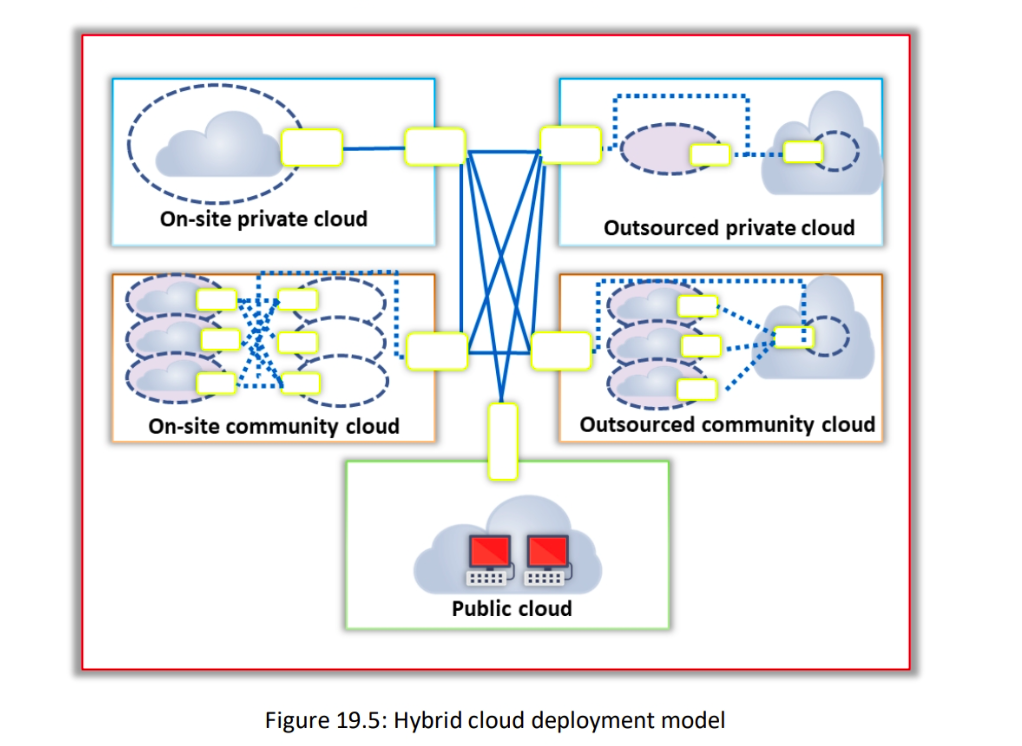 On-site private cloud
Outsourced private cloud
On-site community cloud
Outsourced community cloud
Public cloud
Figure 19.5: Hybrid cloud deployment model